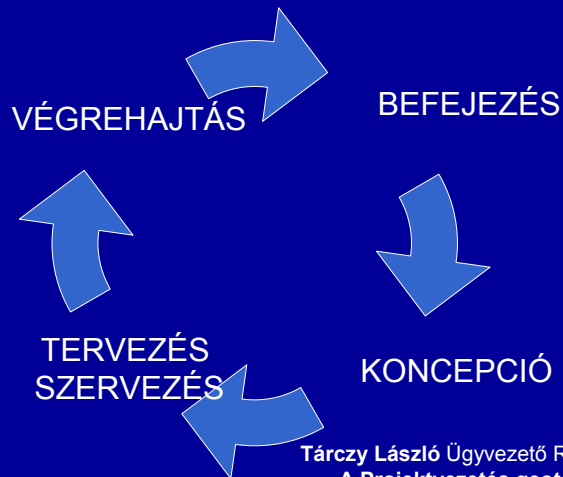 VÉGREHAJTÁS
BEFEJEZÉS
TERVEZÉS
SZERVEZÉS
KONCEPCIÓ
Tárczy László Ügyvezető